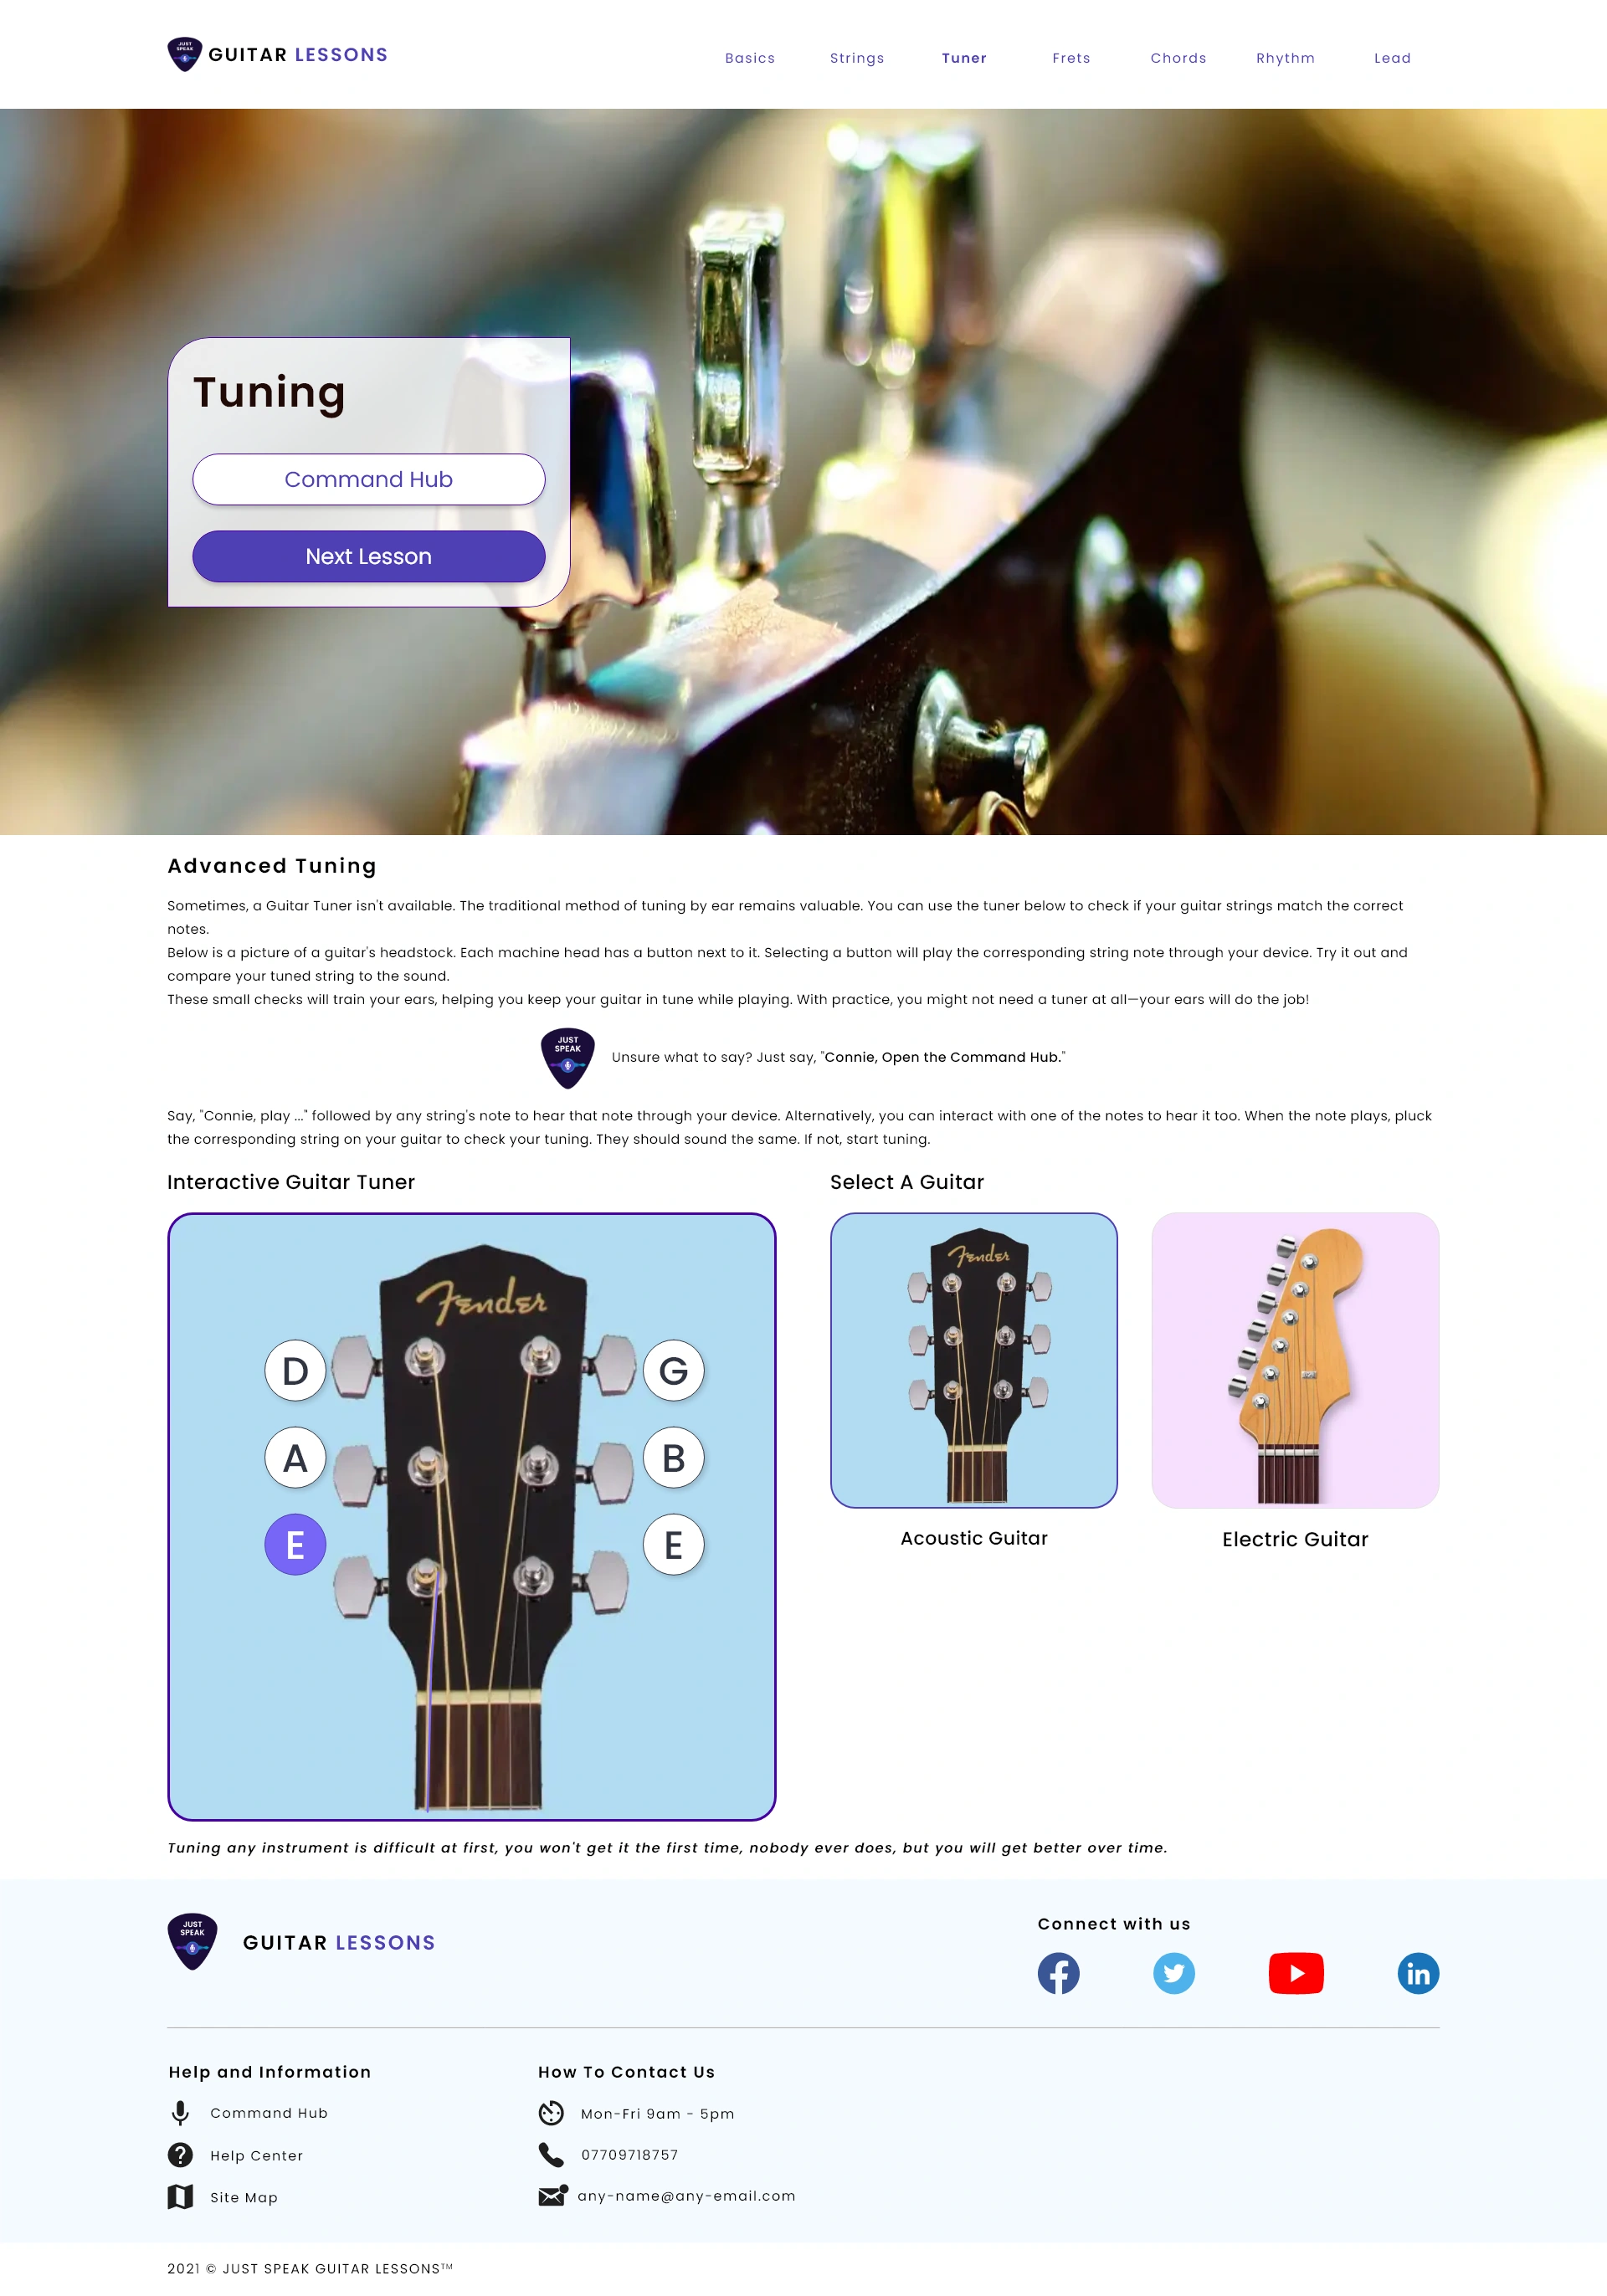 JUST
SPEAK
GUITAR LESSONS
Basics Strings Tuner Frets Chords Rhythm Lead
Tuning
Command Hub
Next Lesson
Advanced Tuning
Sometimes, a Guitar Tuner isn't available. The traditional method of tuning by ear remains valuable. You can use the tuner below to check if your guitar strings match the correct
notes.
Below is a picture of a guitar's headstock. Each machine head has a button next to it. Selecting a button will play the corresponding string note through your device. Try it out and
compare your tuned string to the sound.
These small checks will train your ears, helping you keep your guitar in tune while playing. With practice, you might not need a tuner at all—your ears will do the job!
JUST
SPEAK
Unsure what to say? Just say, "Connie, Open the Command Hub."
Say, "Connie, play ..." followed by any string's note to hear that note through your device. Alternatively, you can interact with one of the notes to hear it too. When the note plays, pluck
the corresponding string on your guitar to check your tuning. They should sound the same. If not, start tuning.
Interactive Guitar Tuner
Fender
D G
A B
E E
Select A Guitar
Fender
Acoustic Guitar
Electric Guitar
Tuning any instrument is difficult at first, you won't get it the first time, nobody ever does, but you will get better over time.
JUST
SPEAK
GUITAR LESSONS
Connect with us
in
Help and Information
Command Hub
Help Center
Site Map
How To Contact Us
Mon-Fri 9am - 5pm
07709718757
any-name@any-email.com
2021 © JUST SPEAK GUITAR LESSONS™